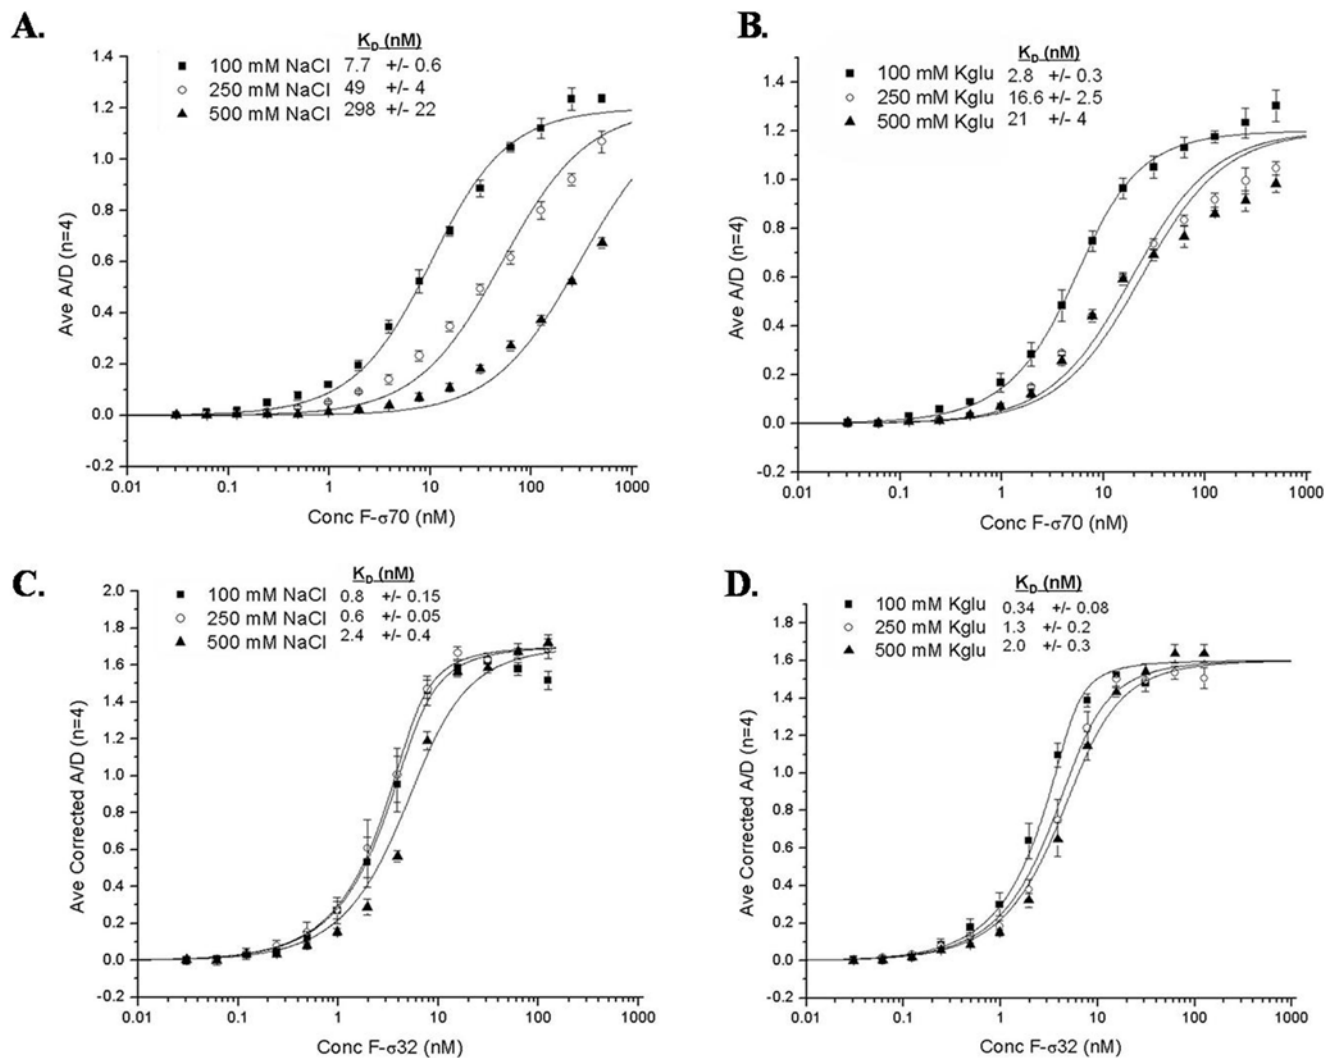 A.
K_D (nM)
100 mM NaCl 7.7 +/- 0.6
250 mM NaCl 49 +/- 4
500 mM NaCl 298 +/- 22
1.4
1.2
1.0
0.8
0.6
0.4
0.2
0.0
-0.2
Ave A/D (n=4)
0.01 0.1 1 10 100 1000
Conc F-σ70 (nM)
B.
K_D (nM)
100 mM Kglu 2.8 +/- 0.3
250 mM Kglu 16.6 +/- 2.5
500 mM Kglu 21 +/- 4
1.4
1.2
1.0
0.8
0.6
0.4
0.2
0.0
-0.2
Ave A/D (n=4)
0.01 0.1 1 10 100 1000
Conc F-σ70 (nM)
C.
K_D (nM)
100 mM NaCl 0.8 +/- 0.15
250 mM NaCl 0.6 +/- 0.05
500 mM NaCl 2.4 +/- 0.4
2.0
1.8
1.6
1.4
1.2
1.0
0.8
0.6
0.4
0.2
0.0
-0.2
Ave Corrected A/D (n=4)
0.01 0.1 1 10 100 1000
Conc F-σ32 (nM)
D.
K_D (nM)
100 mM Kglu 0.34 +/- 0.08
250 mM Kglu 1.3 +/- 0.2
500 mM Kglu 2.0 +/- 0.3
1.8
1.6
1.4
1.2
1.0
0.8
0.6
0.4
0.2
0.0
-0.2
Ave Corrected A/D (n=4)
0.01 0.1 1 10 100 1000
Conc F-σ32 (nM)